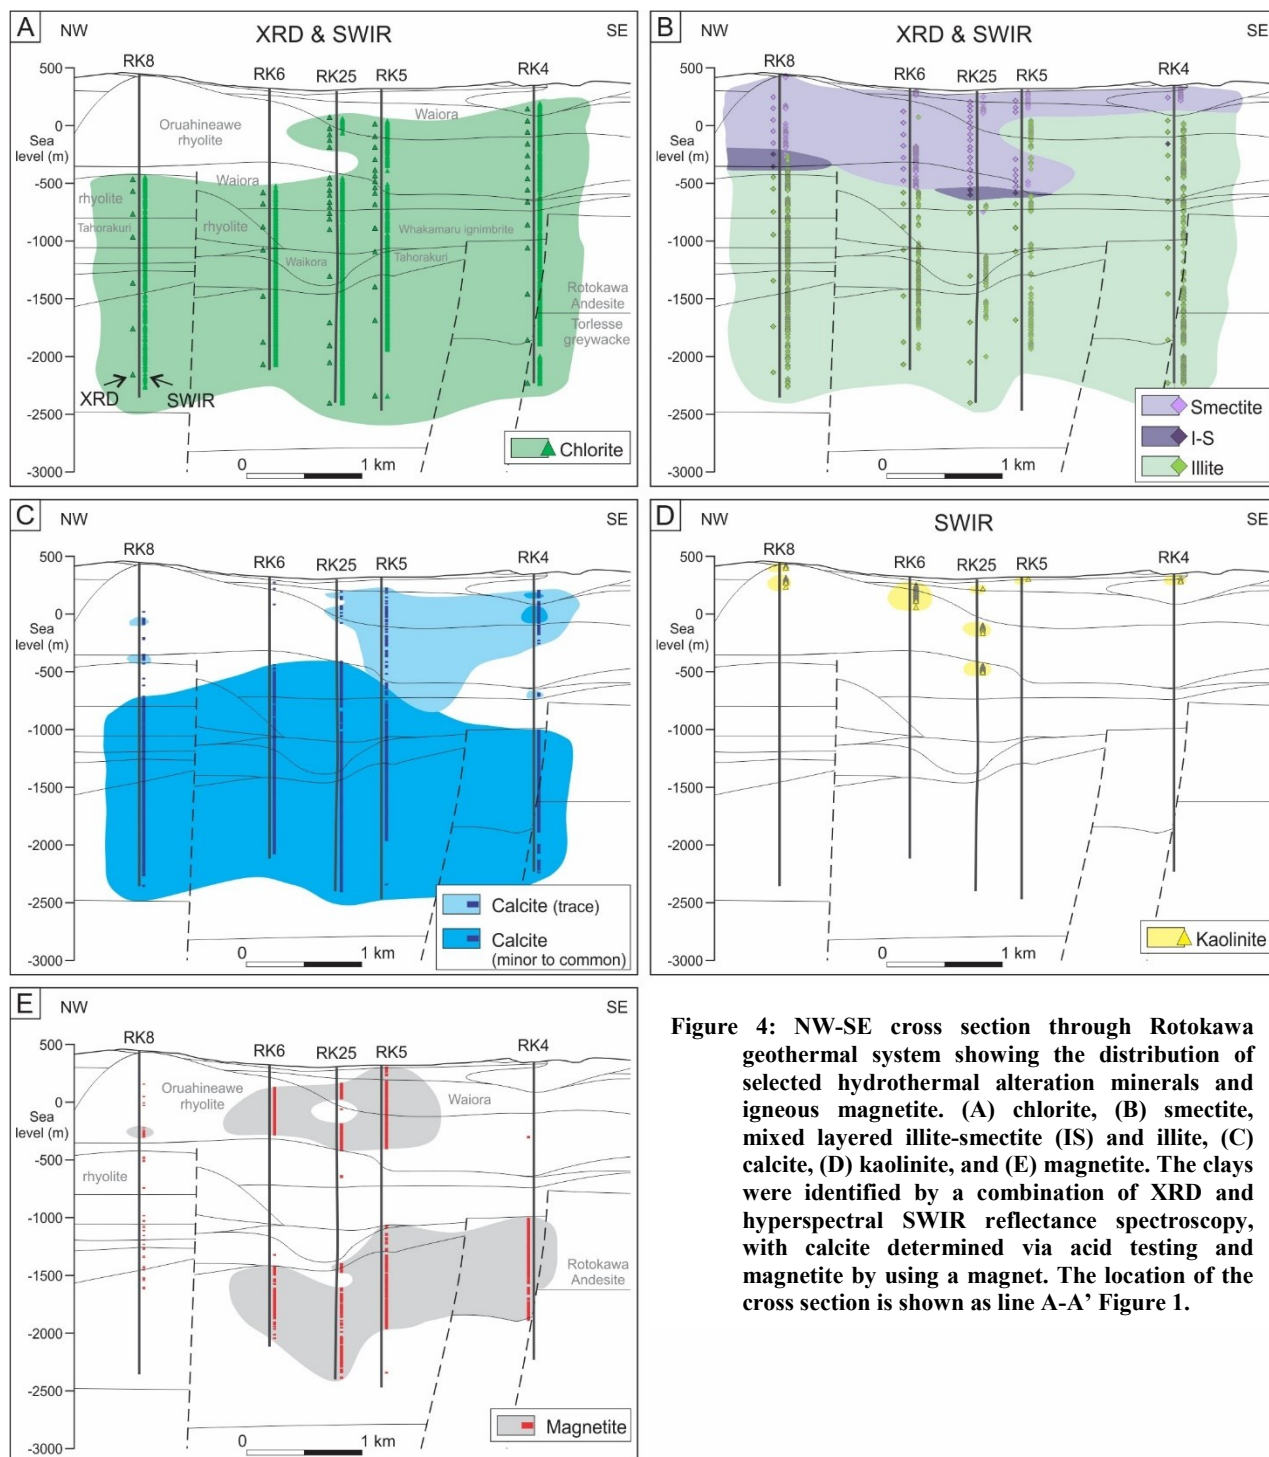 A NW XRD & SWIR SE
RK8 RK6 RK25 RK5 RK4
500
0
Sea
level (m)
-500
-1000
-1500
-2000
-2500
-3000
Oruahineawe
rhyolite
Waiora
Waiora
rhyolite
Tahorakuri
rhyolite
Waikora
Whakamaru ignimbrite
Tahorakuri
Rotokawa
Andesite
Torlesse
greywacke
XRD SWIR
Chlorite
0 1 km
B NW XRD & SWIR SE
RK8 RK6 RK25 RK5 RK4
500
0
Sea
level (m)
-500
-1000
-1500
-2000
-2500
-3000
Smectite
I-S
Illite
0 1 km
C NW SE
RK8 RK6 RK25 RK5 RK4
500
0
Sea
level (m)
-500
-1000
-1500
-2000
-2500
-3000
Calcite (trace)
Calcite
(minor to common)
0 1 km
D NW SWIR SE
RK8 RK6 RK25 RK5 RK4
500
0
Sea
level (m)
-500
-1000
-1500
-2000
-2500
-3000
Kaolinite
0 1 km
E NW SE
RK8 RK6 RK25 RK5 RK4
500
0
Sea
level (m)
-500
-1000
-1500
-2000
-2500
-3000
Oruahineawe
rhyolite
Waiora
rhyolite
Rotokawa
Andesite
Magnetite
0 1 km
Figure 4: NW-SE cross section through Rotokawa
geothermal system showing the distribution of
selected hydrothermal alteration minerals and
igneous magnetite. (A) chlorite, (B) smectite,
mixed layered illite-smectite (IS) and illite, (C)
calcite, (D) kaolinite, and (E) magnetite. The clays
were identified by a combination of XRD and
hyperspectral SWIR reflectance spectroscopy,
with calcite determined via acid testing and
magnetite by using a magnet. The location of the
cross section is shown as line A-A’ Figure 1.